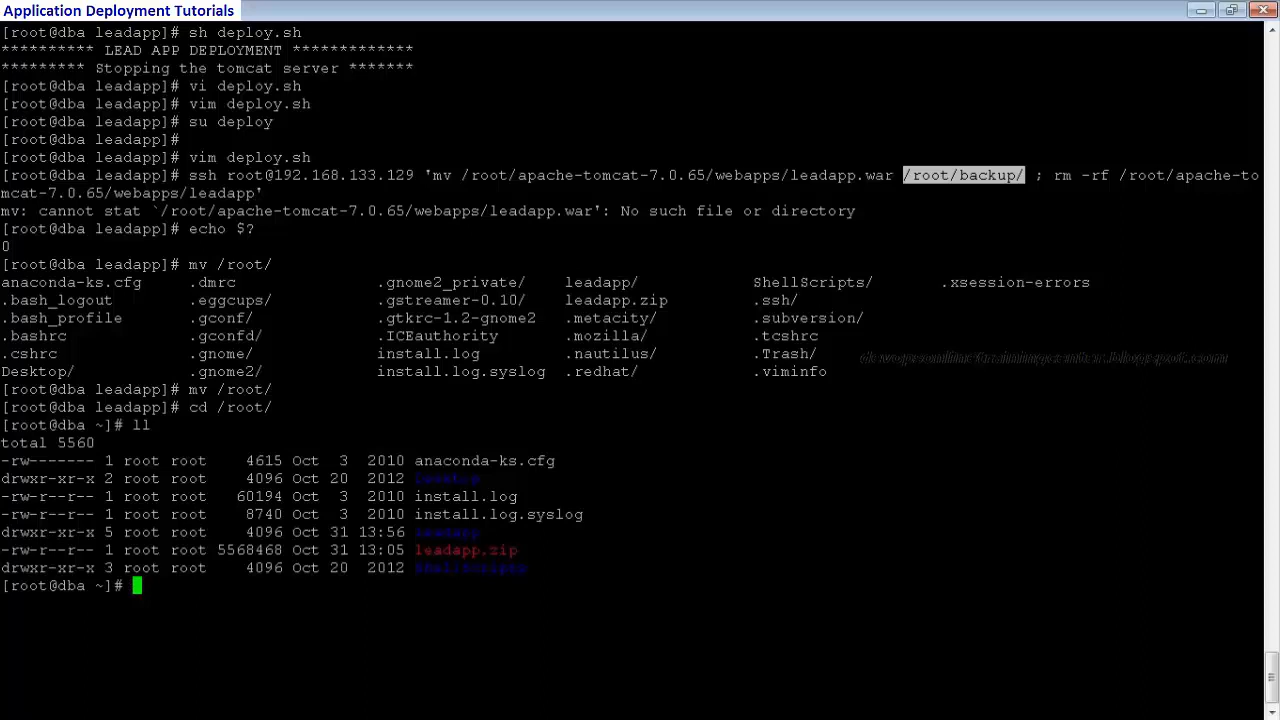 Application Deployment Tutorials
[root@dba leadapp]# sh deploy.sh
********** LEAD APP DEPLOYMENT *************
********* Stopping the tomcat server *******
[root@dba leadapp]# vi deploy.sh
[root@dba leadapp]# vim deploy.sh
[root@dba leadapp]# su deploy
[root@dba leadapp]#
[root@dba leadapp]# vim deploy.sh
[root@dba leadapp]# ssh root@192.168.133.129 'mv /root/apache-tomcat-7.0.65/webapps/leadapp.war /root/backup/ ; rm -rf /root/apache-to
mcat-7.0.65/webapps/leadapp'
mv: cannot stat `/root/apache-tomcat-7.0.65/webapps/leadapp.war': No such file or directory
[root@dba leadapp]# echo $?
0
[root@dba leadapp]# mv /root/
anaconda-ks.cfg .dmrc .gnome2_private/ leadapp/ ShellScripts/ .xsession-errors
.bash_logout .eggcups/ .gstreamer-0.10/ leadapp.zip .ssh/
.bash_profile .gconf/ .gtkrc-1.2-gnome2 .metacity/ .subversion/
.bashrc .gconfd/ .ICEauthority .mozilla/ .tcshrc
.cshrc .gnome/ install.log .nautilus/ .Trash/
devopsonlinetrainingcenter.blogspot.com
Desktop/ .gnome2/ install.log.syslog .redhat/ .viminfo
[root@dba leadapp]# mv /root/
[root@dba leadapp]# cd /root/
[root@dba ~]# ll
total 5560
-rw------- 1 root root 4615 Oct 3 2010 anaconda-ks.cfg
drwxr-xr-x 2 root root 4096 Oct 20 2012 Desktop
-rw-r--r-- 1 root root 60194 Oct 3 2010 install.log
-rw-r--r-- 1 root root 8740 Oct 3 2010 install.log.syslog
drwxr-xr-x 5 root root 4096 Oct 31 13:56 leadapp
-rw-r--r-- 1 root root 5568468 Oct 31 13:05 leadapp.zip
drwxr-xr-x 3 root root 4096 Oct 20 2012 ShellScripts
[root@dba ~]#